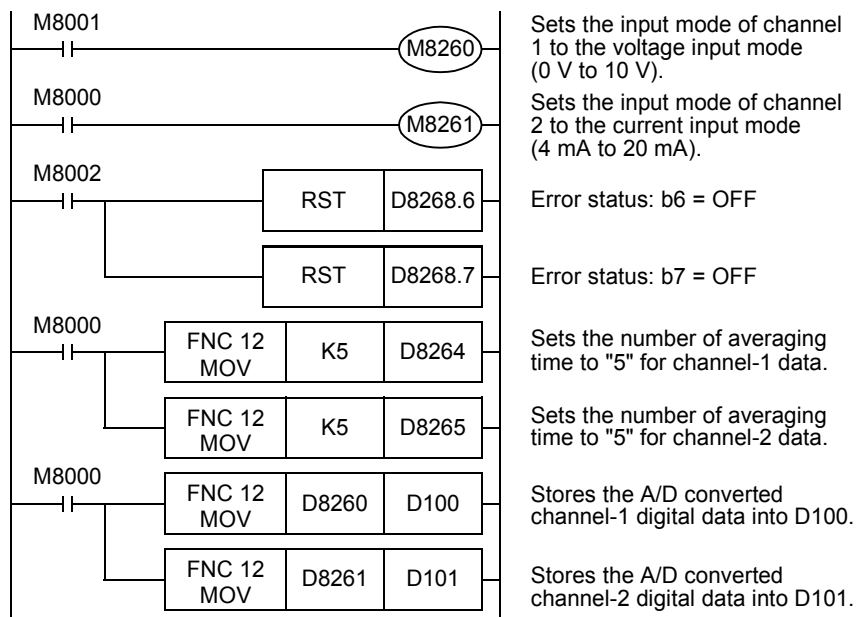 M8001
M8260
Sets the input mode of channel
1 to the voltage input mode
(0 V to 10 V).
M8000
M8261
Sets the input mode of channel
2 to the current input mode
(4 mA to 20 mA).
M8002
RST D8268.6
Error status: b6 = OFF
RST D8268.7
Error status: b7 = OFF
M8000
FNC 12
MOV
K5 D8264
Sets the number of averaging
time to "5" for channel-1 data.
FNC 12
MOV
K5 D8265
Sets the number of averaging
time to "5" for channel-2 data.
M8000
FNC 12
MOV
D8260 D100
Stores the A/D converted
channel-1 digital data into D100.
FNC 12
MOV
D8261 D101
Stores the A/D converted
channel-2 digital data into D101.